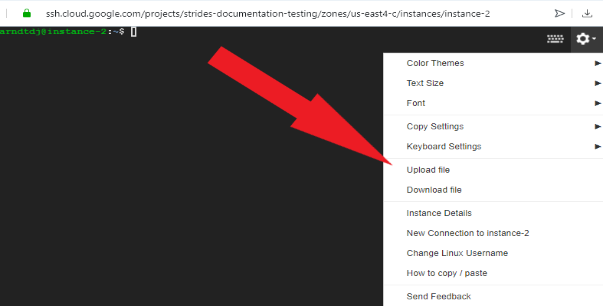 ssh.cloud.google.com/projects/strides-documentation-testing/zones/us-east4-c/instances/instance-2
arndtdj@instance-2:~$
Color Themes
Text Size
Font
Copy Settings
Keyboard Settings
Upload file
Download file
Instance Details
New Connection to instance-2
Change Linux Username
How to copy / paste
Send Feedback